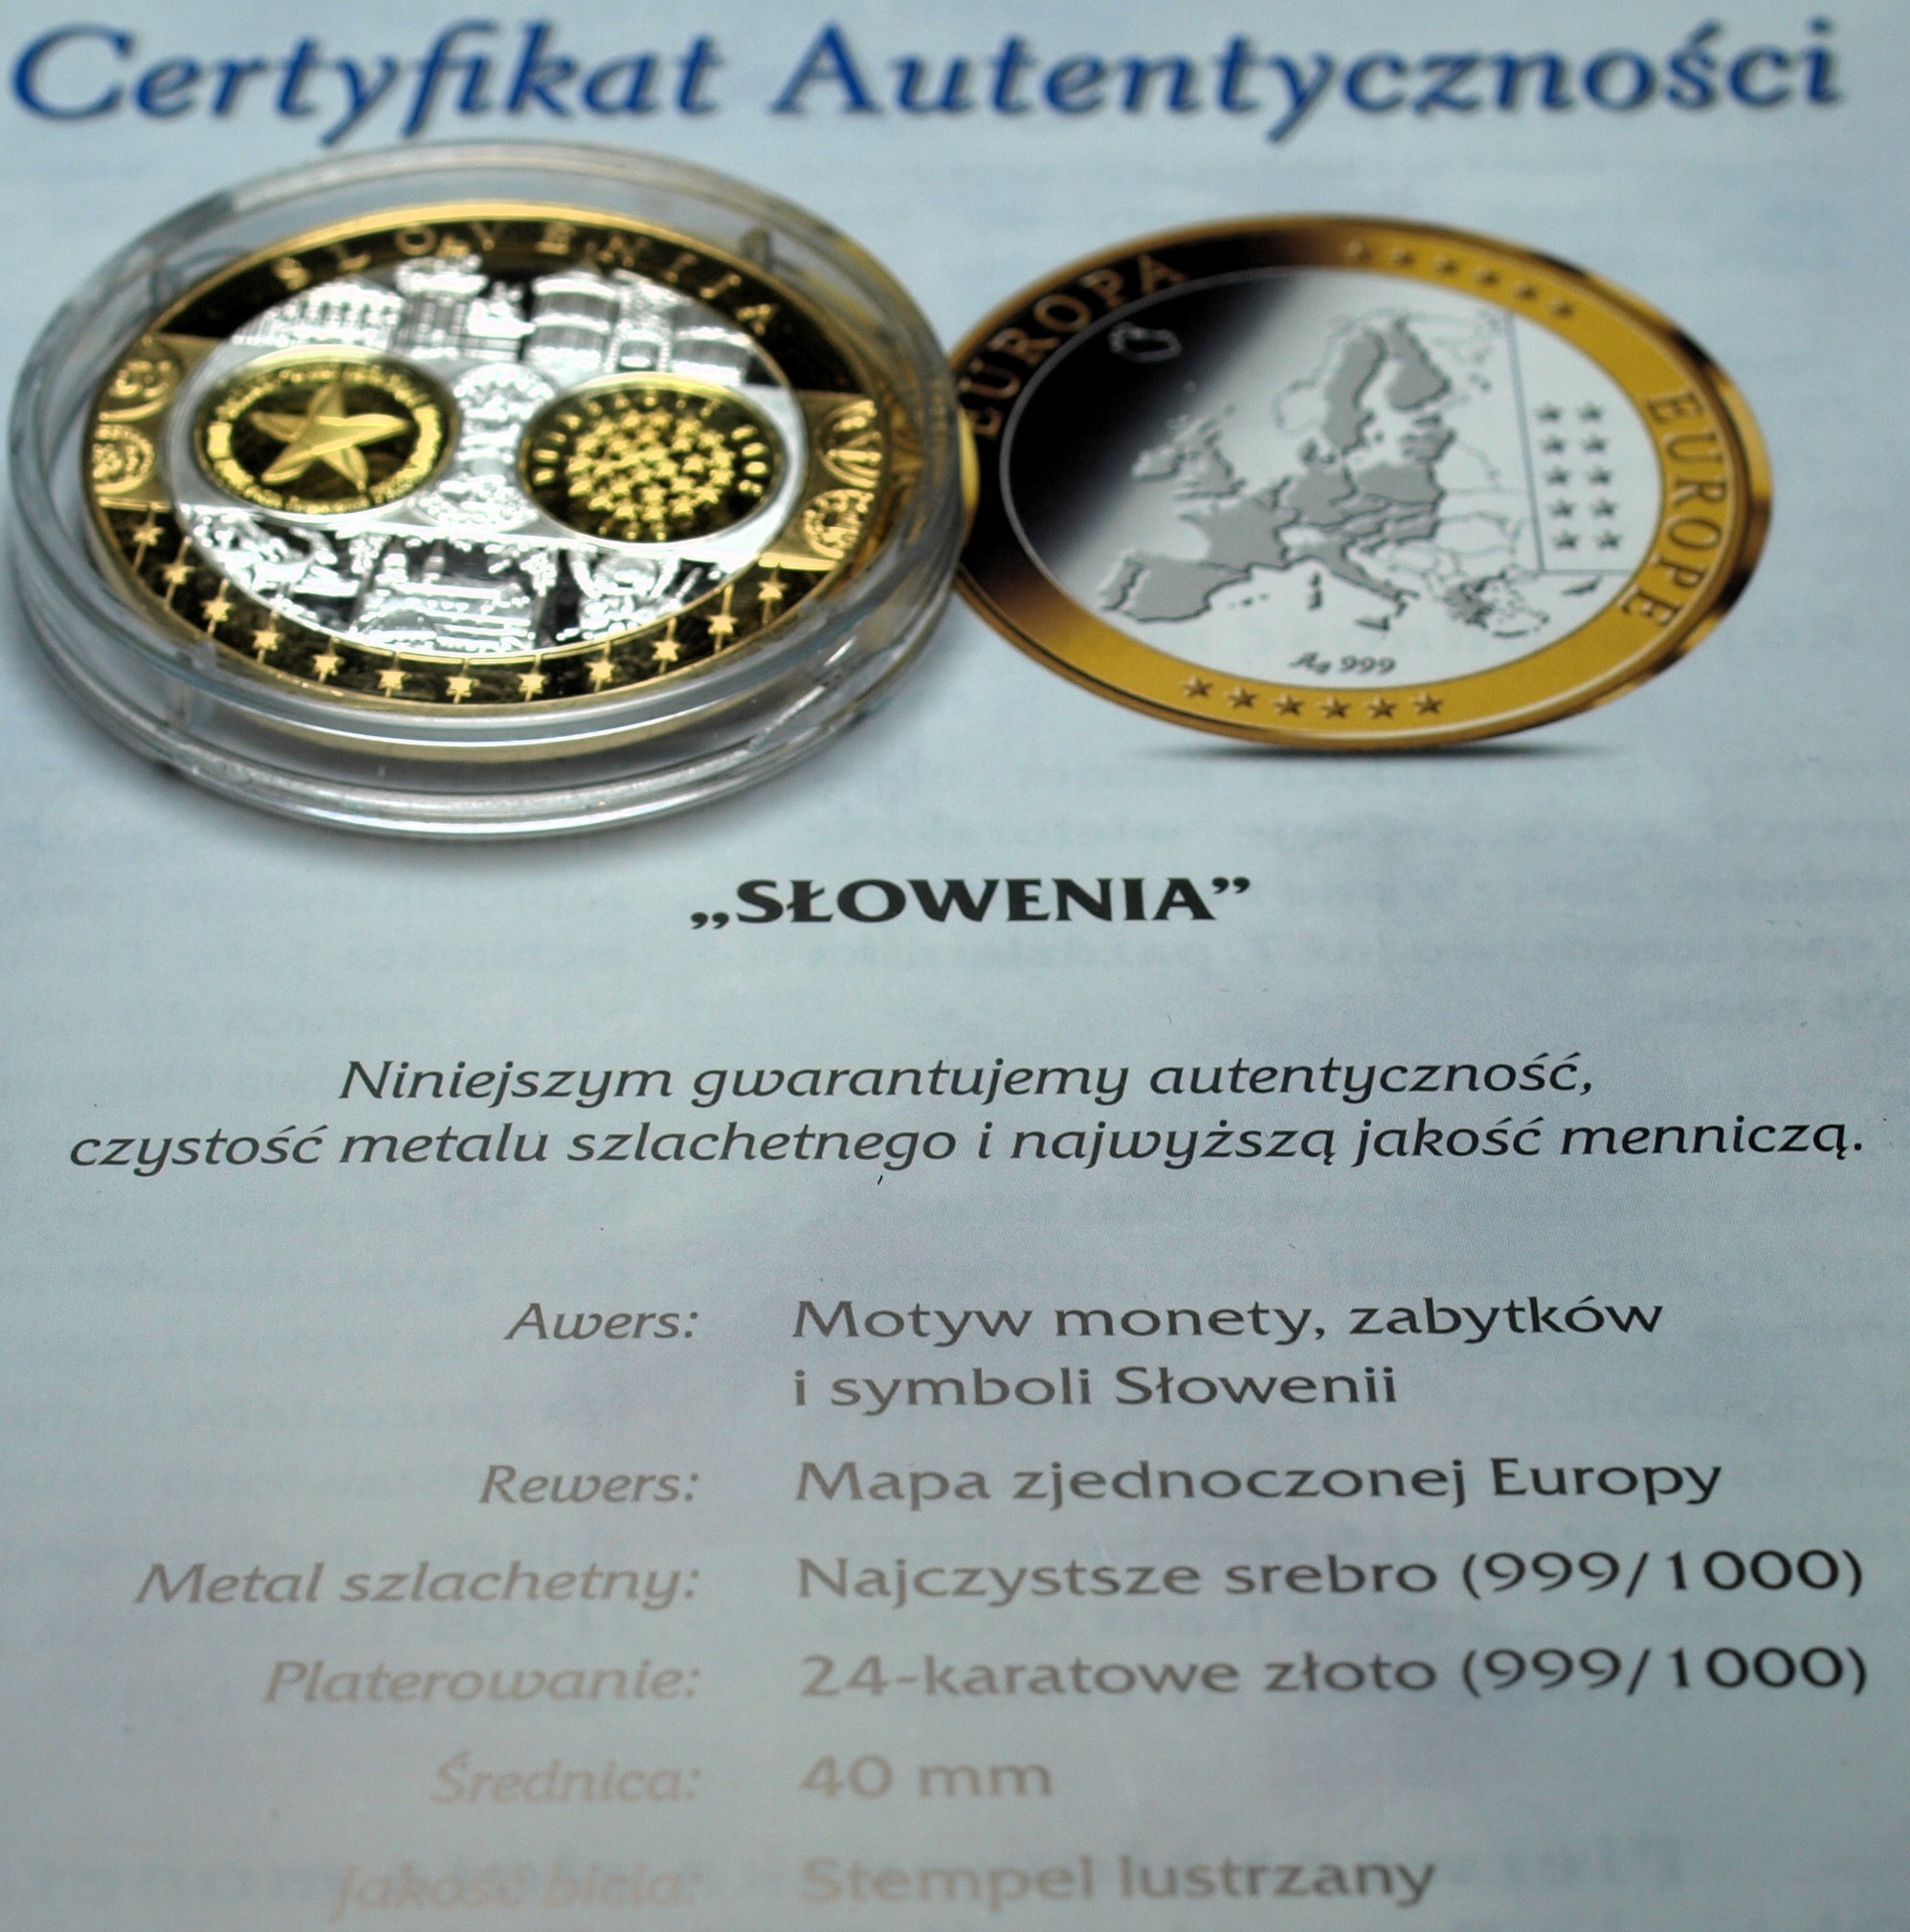 Certyfikat Autentyczności
SLOVENIJA
EUROPA
EUROPE
Ag 999
„SŁOWENIA”
Niniejszym gwarantujemy autentyczność,
czystość metalu szlachetnego i najwyższą jakość menniczą.
Awers: Motyw monety, zabytków
i symboli Słowenii
Rewers: Mapa zjednoczonej Europy
Metal szlachetny: Najczystsze srebro (999/1000)
Platerowanie: 24-karatowe złoto (999/1000)
Średnica: 40 mm
Jakość bicia: Stempel lustrzany